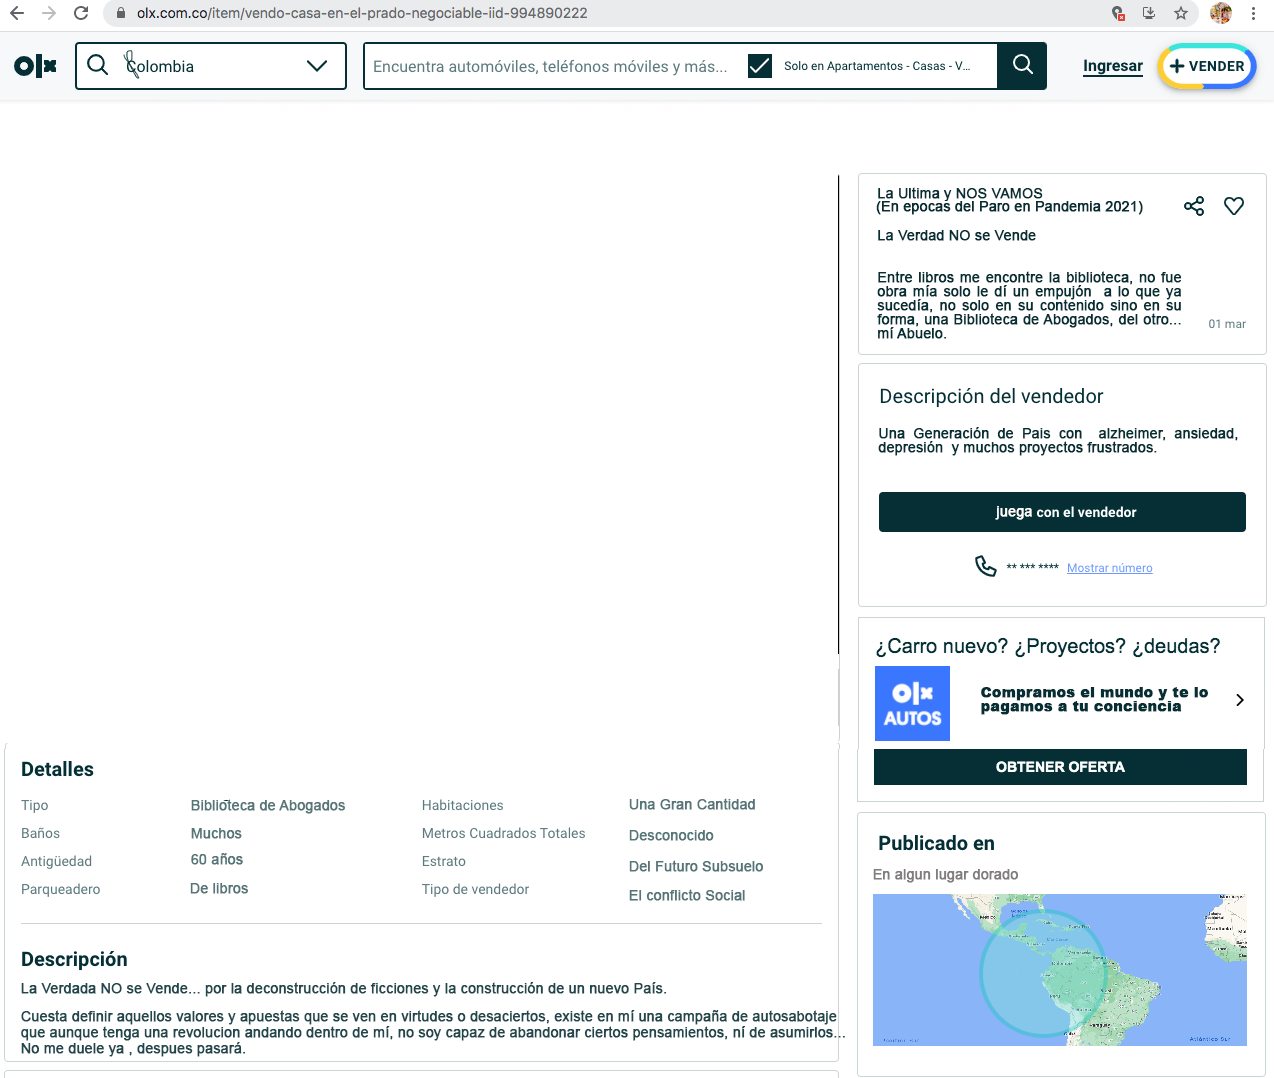 olx.com.co/item/vendo-casa-en-el-prado-negociable-iid-994890222
olx
Colombia
Encuentra automóviles, teléfonos móviles y más...
Solo en Apartamentos - Casas - V...
Ingresar
VENDER
La Ultima y NOS VAMOS
(En epocas del Paro en Pandemia 2021)
La Verdad NO se Vende
Entre libros me encontre la biblioteca, no fue
obra mía solo le dí un empujón a lo que ya
sucedía, no solo en su contenido sino en su
forma, una Biblioteca de Abogados, del otro...
mí Abuelo.
01 mar
Descripción del vendedor
Una Generación de Pais con alzheimer, ansiedad,
depresión y muchos proyectos frustrados.
juega con el vendedor
** *** **** Mostrar número
¿Carro nuevo? ¿Proyectos? ¿deudas?
olx
AUTOS
Compramos el mundo y te lo
pagamos a tu conciencia
OBTENER OFERTA
Detalles
Tipo Biblioteca de Abogados Habitaciones Una Gran Cantidad
Baños Muchos Metros Cuadrados Totales Desconocido
Antigüedad 60 años Estrato Del Futuro Subsuelo
Parqueadero De libros Tipo de vendedor El conflicto Social
Descripción
La Verdada NO se Vende... por la deconstrucción de ficciones y la construcción de un nuevo País.
Cuesta definir aquellos valores y apuestas que se ven en virtudes o desaciertos, existe en mí una campaña de autosabotaje
que aunque tenga una revolucion andando dentro de mí, no soy capaz de abandonar ciertos pensamientos, ní de asumirlos...
No me duele ya , despues pasará.
Publicado en
En algun lugar dorado
México
Venezuela
Perú
Paraguay
Atlántico Sur